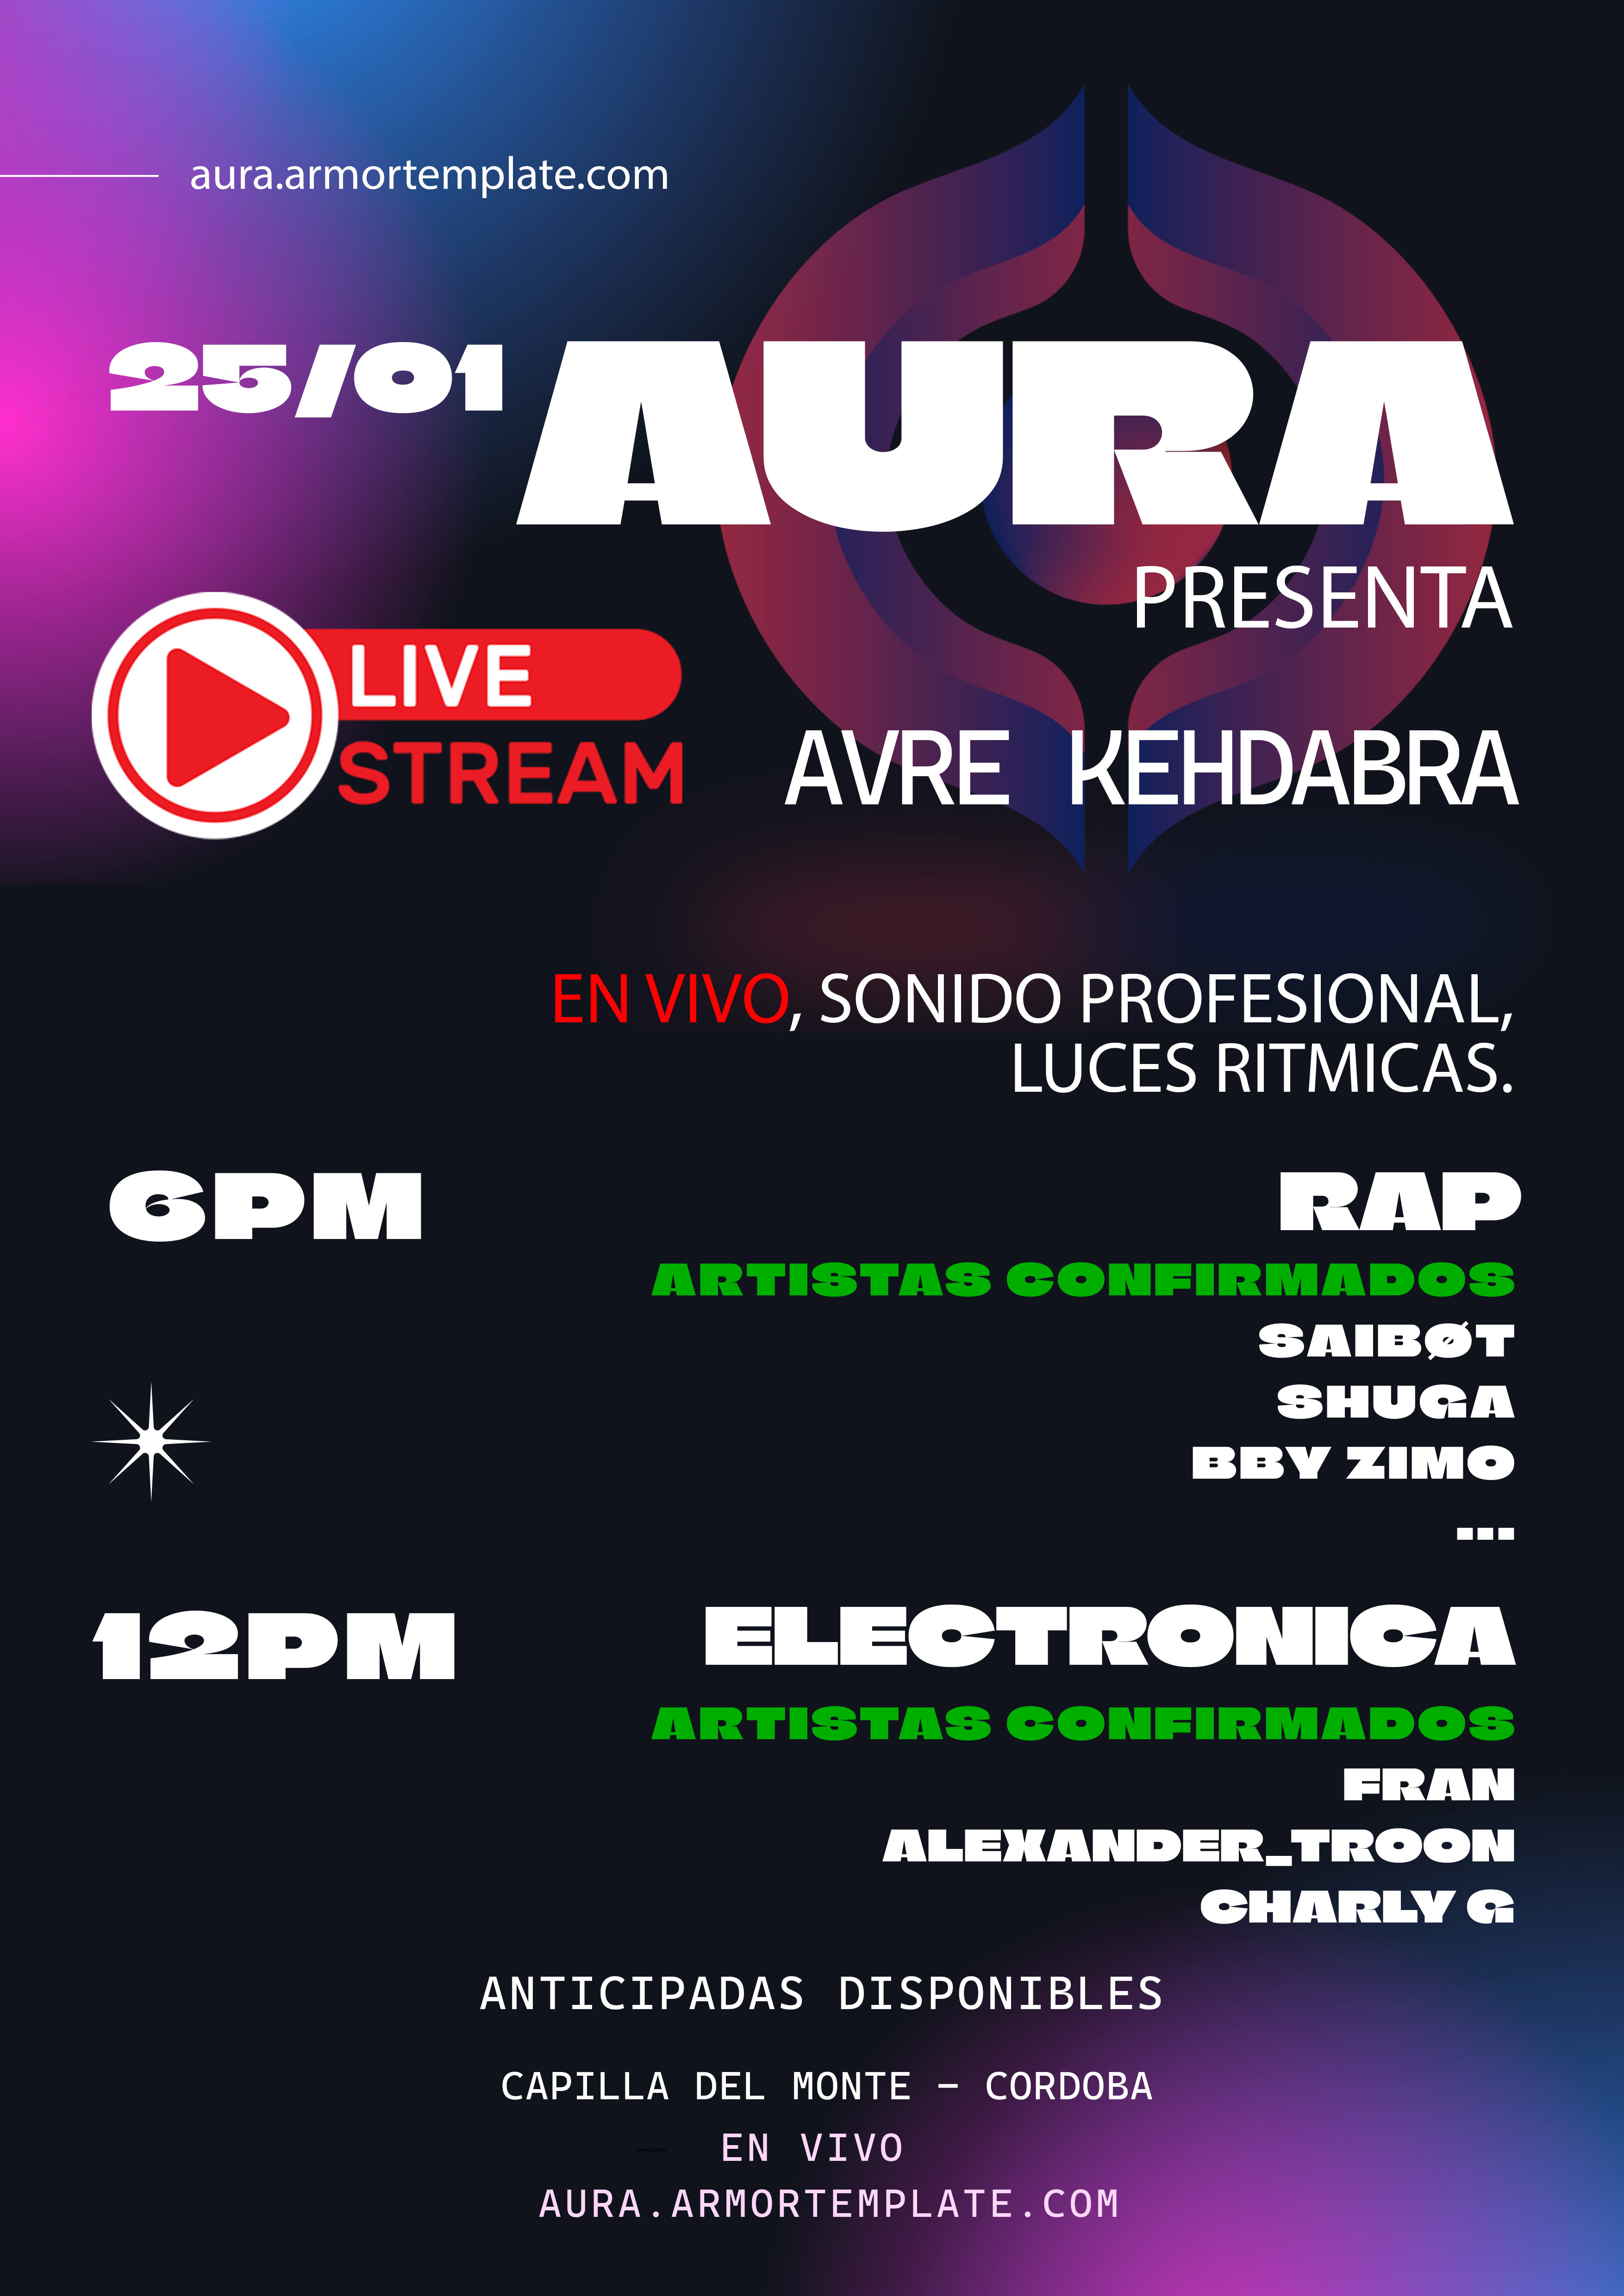 aura.armortemplate.com
25/01 AURA
PRESENTA
LIVE
STREAM
AVRE KEHDABRA
EN VIVO, SONIDO PROFESIONAL,
LUCES RITMICAS.
6PM
RAP
ARTISTAS CONFIRMADOS
SAIBØT
SHUGA
BBY ZIMO
...
12PM
ELECTRONICA
ARTISTAS CONFIRMADOS
FRAN
ALEXANDER_TROON
CHARLY G
ANTICIPADAS DISPONIBLES
CAPILLA DEL MONTE - CORDOBA
EN VIVO
AURA.ARMORTEMPLATE.COM